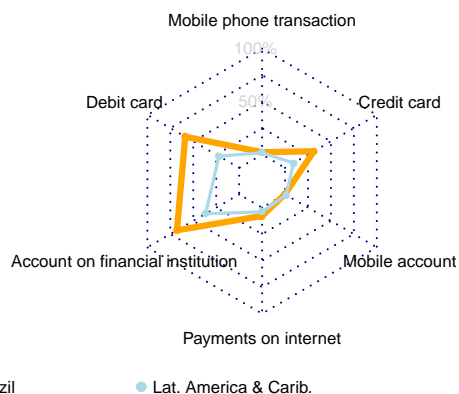 Mobile phone transaction
100%
Debit card
50%
Credit card
Account on financial institution
Mobile account
Payments on internet
zil
Lat. America & Carib.